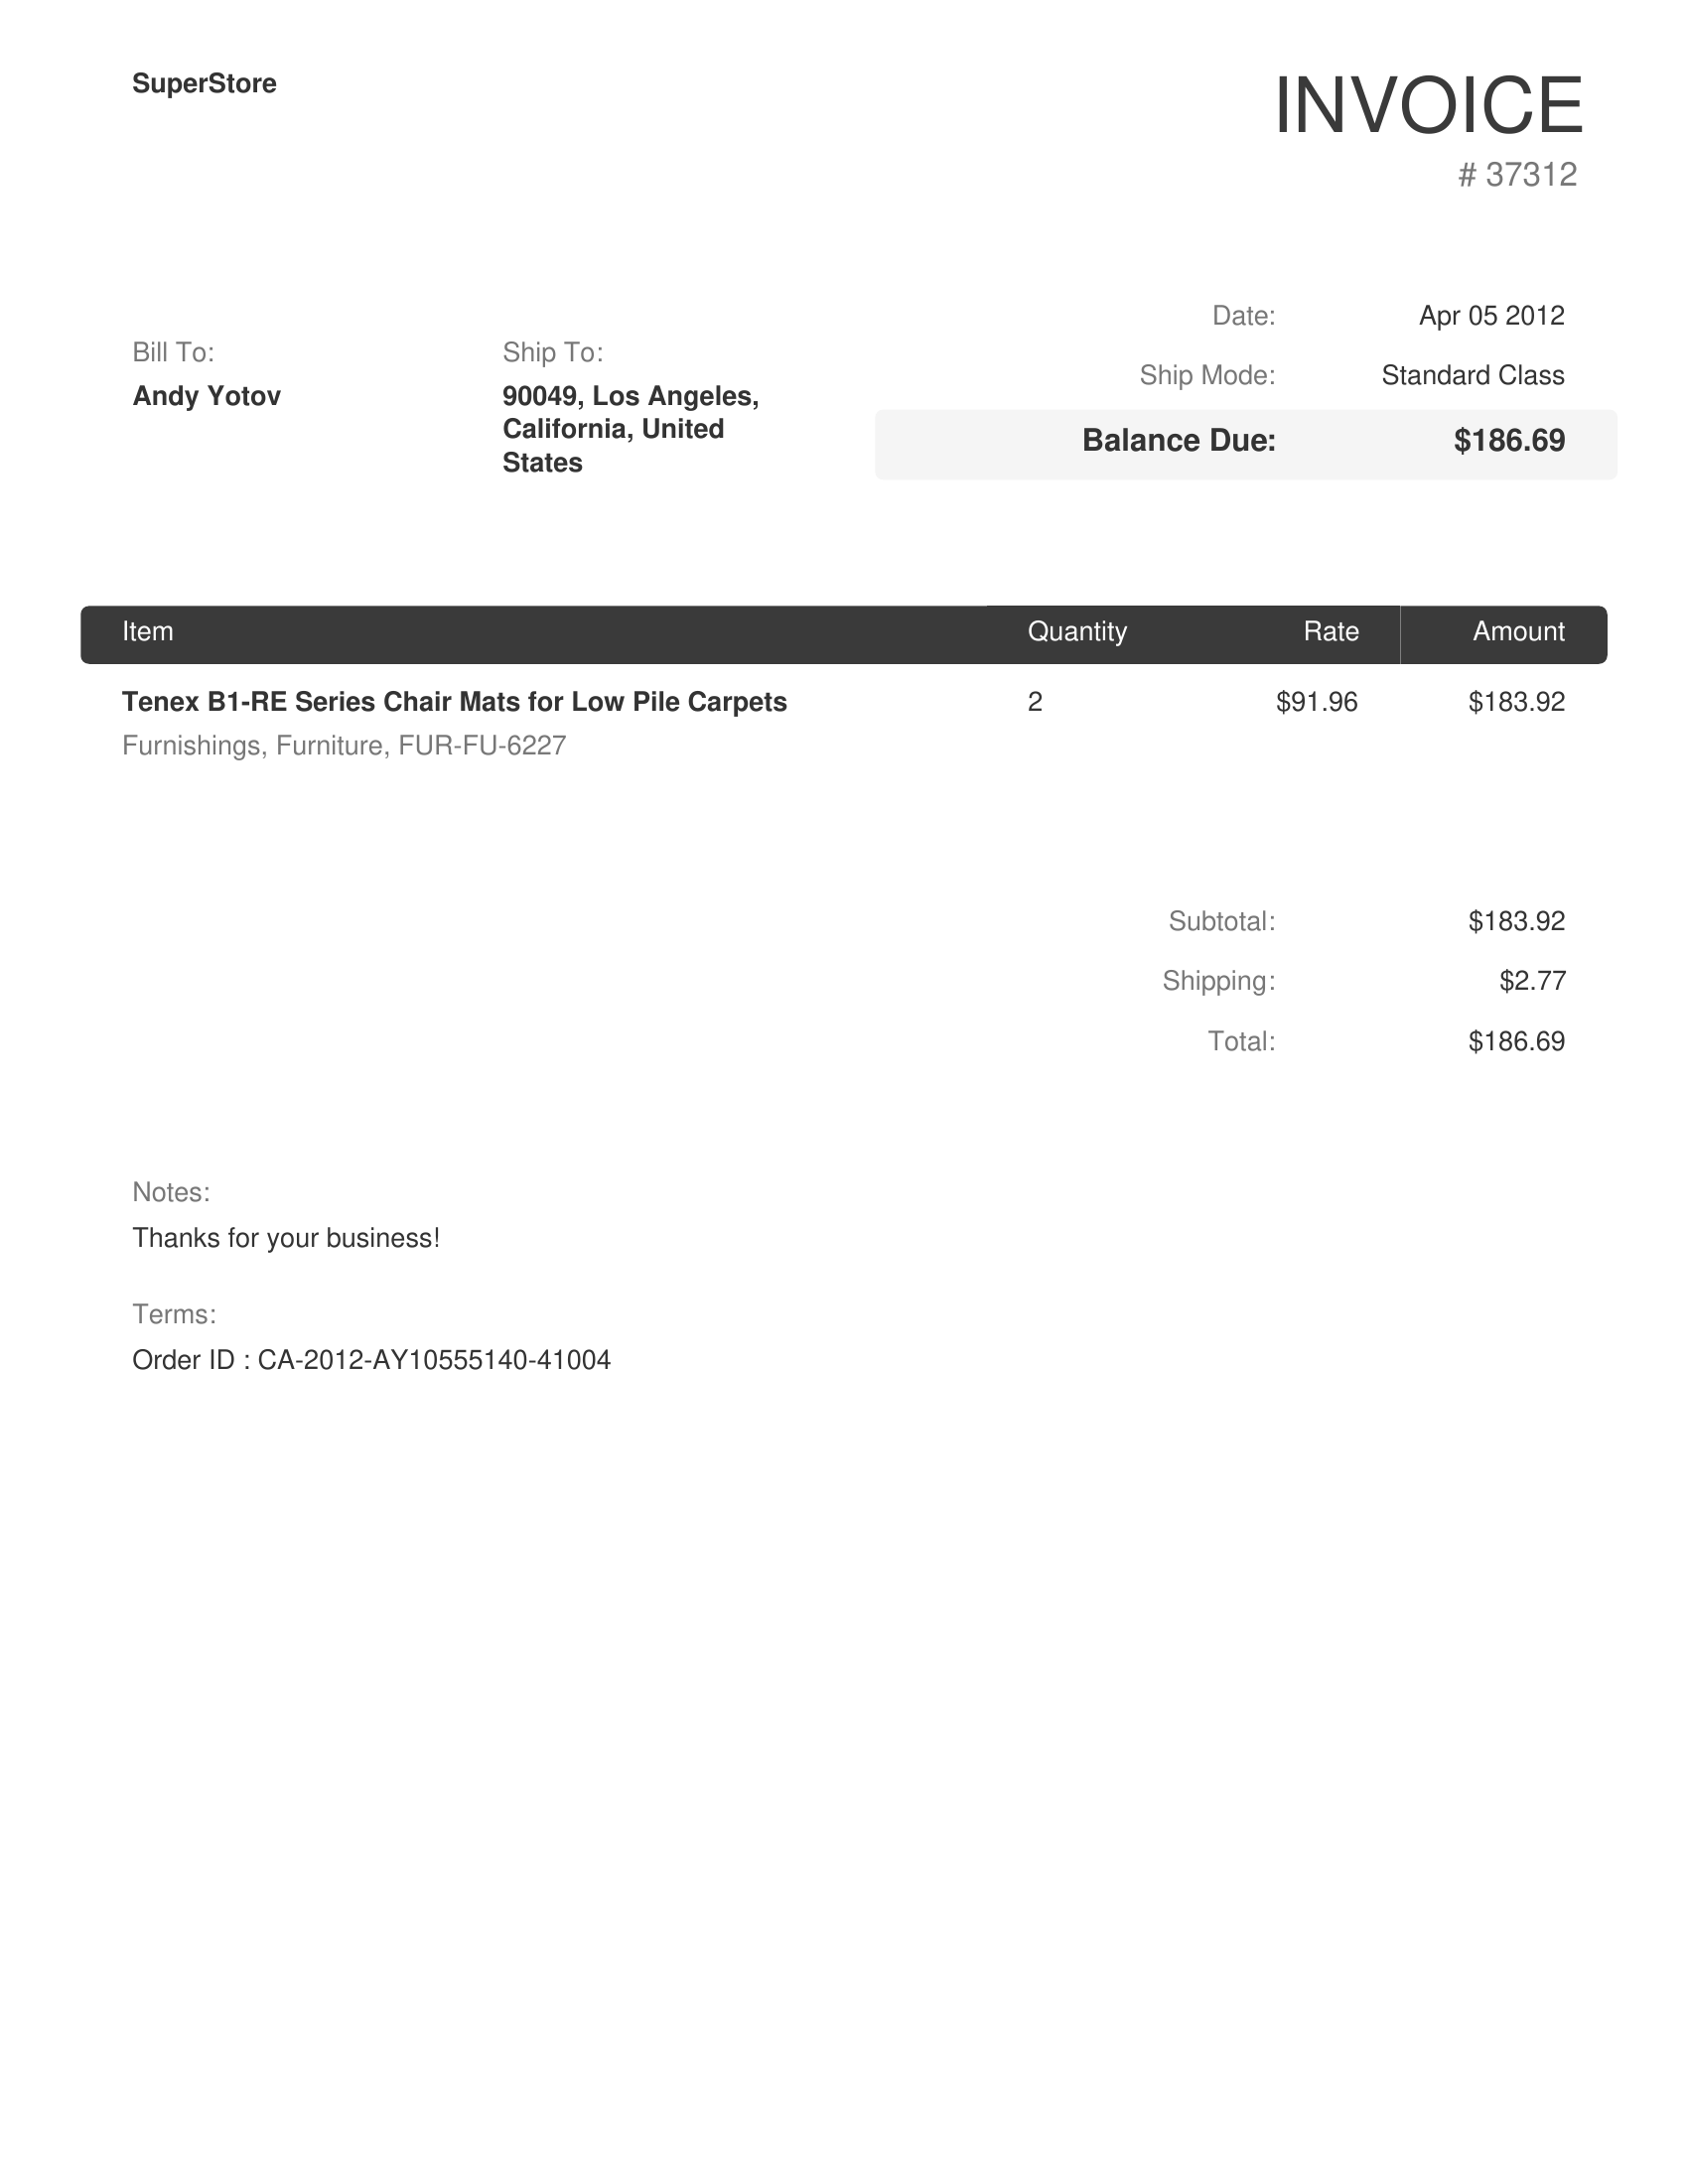 SuperStore
INVOICE
# 37312
Date: Apr 05 2012
Ship Mode: Standard Class
Balance Due: $186.69
Bill To:
Andy Yotov
Ship To:
90049, Los Angeles,
California, United
States
Item Quantity Rate Amount
Tenex B1-RE Series Chair Mats for Low Pile Carpets 2 $91.96 $183.92
Furnishings, Furniture, FUR-FU-6227
Subtotal: $183.92
Shipping: $2.77
Total: $186.69
Notes:
Thanks for your business!
Terms:
Order ID : CA-2012-AY10555140-41004